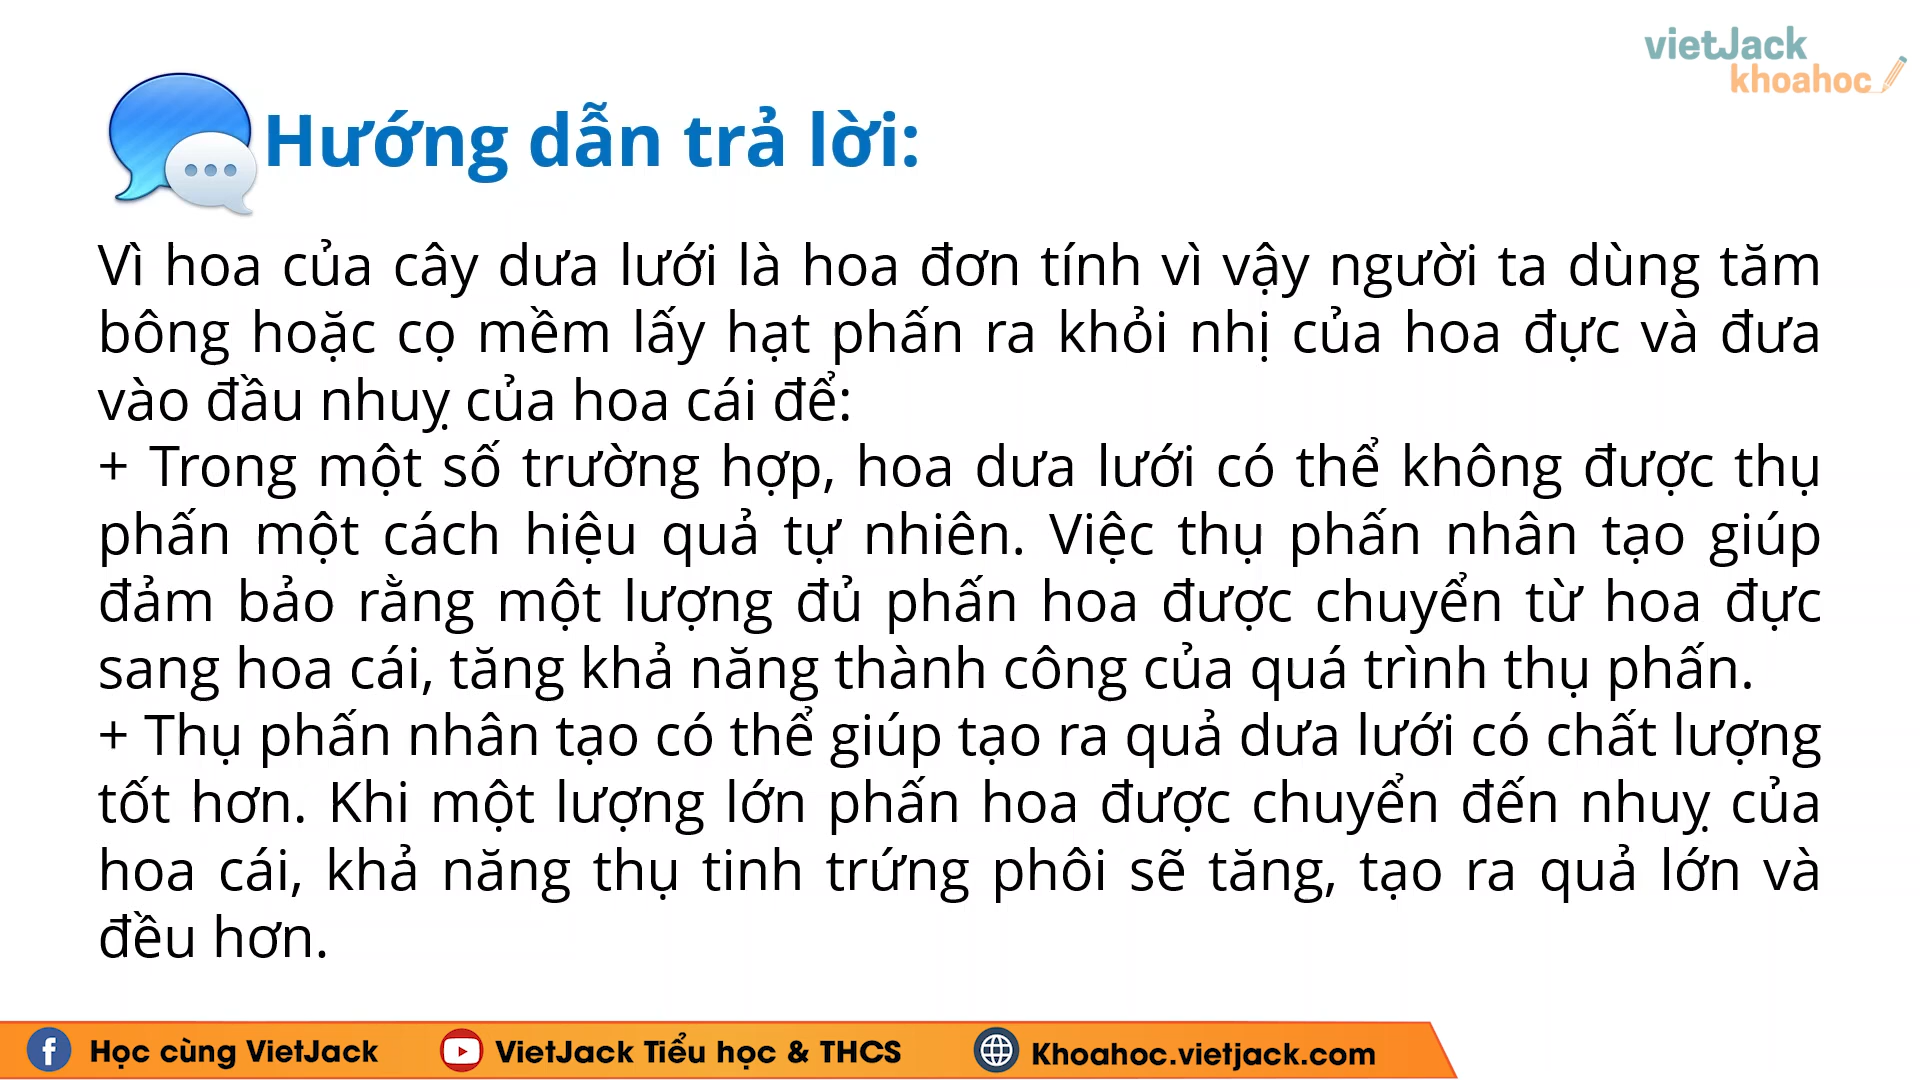 vietJack
khoahoc
Hướng dẫn trả lời:
Vì hoa của cây dưa lưới là hoa đơn tính vì vậy người ta dùng tăm
bông hoặc cọ mềm lấy hạt phấn ra khỏi nhị của hoa đực và đưa
vào đầu nhuỵ của hoa cái để:
+ Trong một số trường hợp, hoa dưa lưới có thể không được thụ
phấn một cách hiệu quả tự nhiên. Việc thụ phấn nhân tạo giúp
đảm bảo rằng một lượng đủ phấn hoa được chuyển từ hoa đực
sang hoa cái, tăng khả năng thành công của quá trình thụ phấn.
+ Thụ phấn nhân tạo có thể giúp tạo ra quả dưa lưới có chất lượng
tốt hơn. Khi một lượng lớn phấn hoa được chuyển đến nhuỵ của
hoa cái, khả năng thụ tinh trứng phôi sẽ tăng, tạo ra quả lớn và
đều hơn.
Học cùng VietJack
VietJack Tiểu học & THCS
Khoahoc.vietjack.com